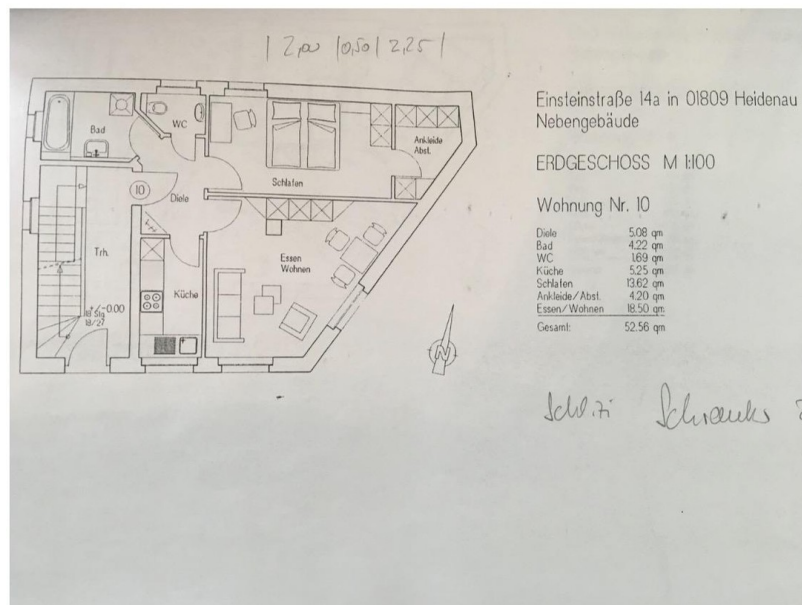 | 2,00 | 0,50 | 2,25 |
Einsteinstraße 14a in 01809 Heidenau
Nebengebäude
ERDGESCHOSS M 1:100
Wohnung Nr. 10
Diele 5.08 qm
Bad 4.22 qm
WC 1.69 qm
Küche 5.25 qm
Schlafen 13.62 qm
Ankleide/Abst. 4.20 qm
Essen/Wohnen 18.50 qm
Gesamt: 52.56 qm
Bad
WC
Schlafen
Ankleide
Abst.
10
Diele
Trh.
Essen
Wohnen
Küche
+/-0.00
18 Stg
18/27
N
Schl.zi Schranks